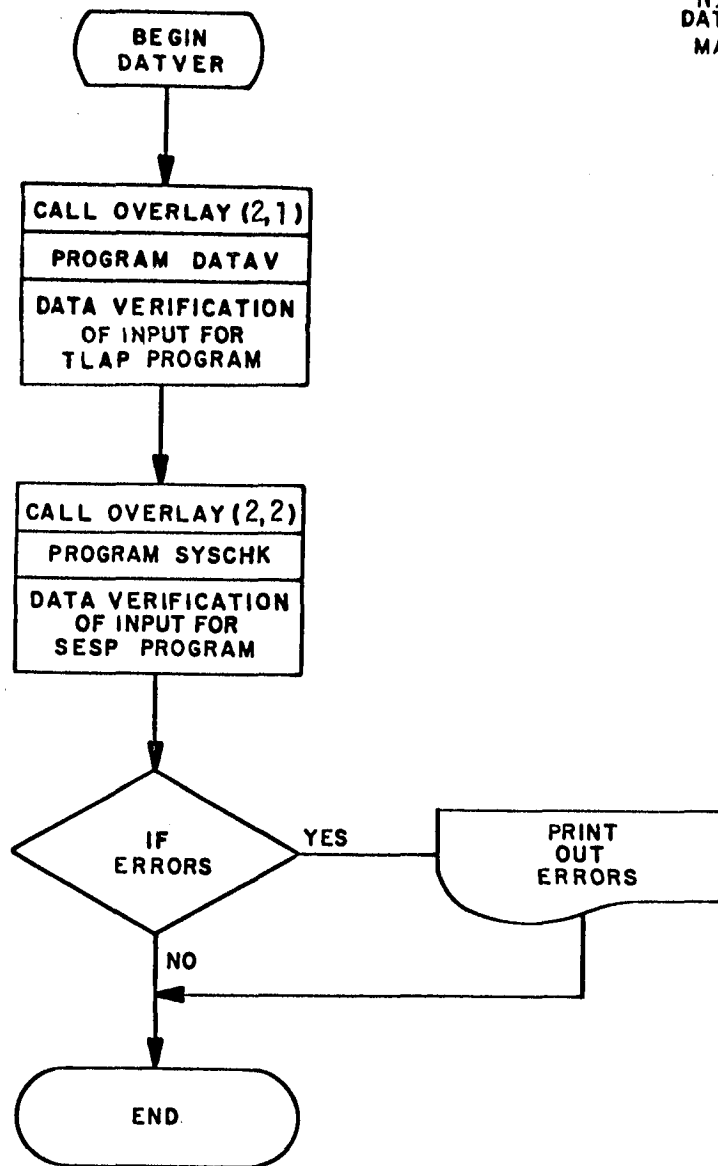 BEGIN
DATVER
CALL OVERLAY (2,1)
PROGRAM DATAV
DATA VERIFICATION
OF INPUT FOR
TLAP PROGRAM
CALL OVERLAY (2,2)
PROGRAM SYSCHK
DATA VERIFICATION
OF INPUT FOR
SESP PROGRAM
IF
ERRORS
YES
PRINT
OUT
ERRORS
NO
END